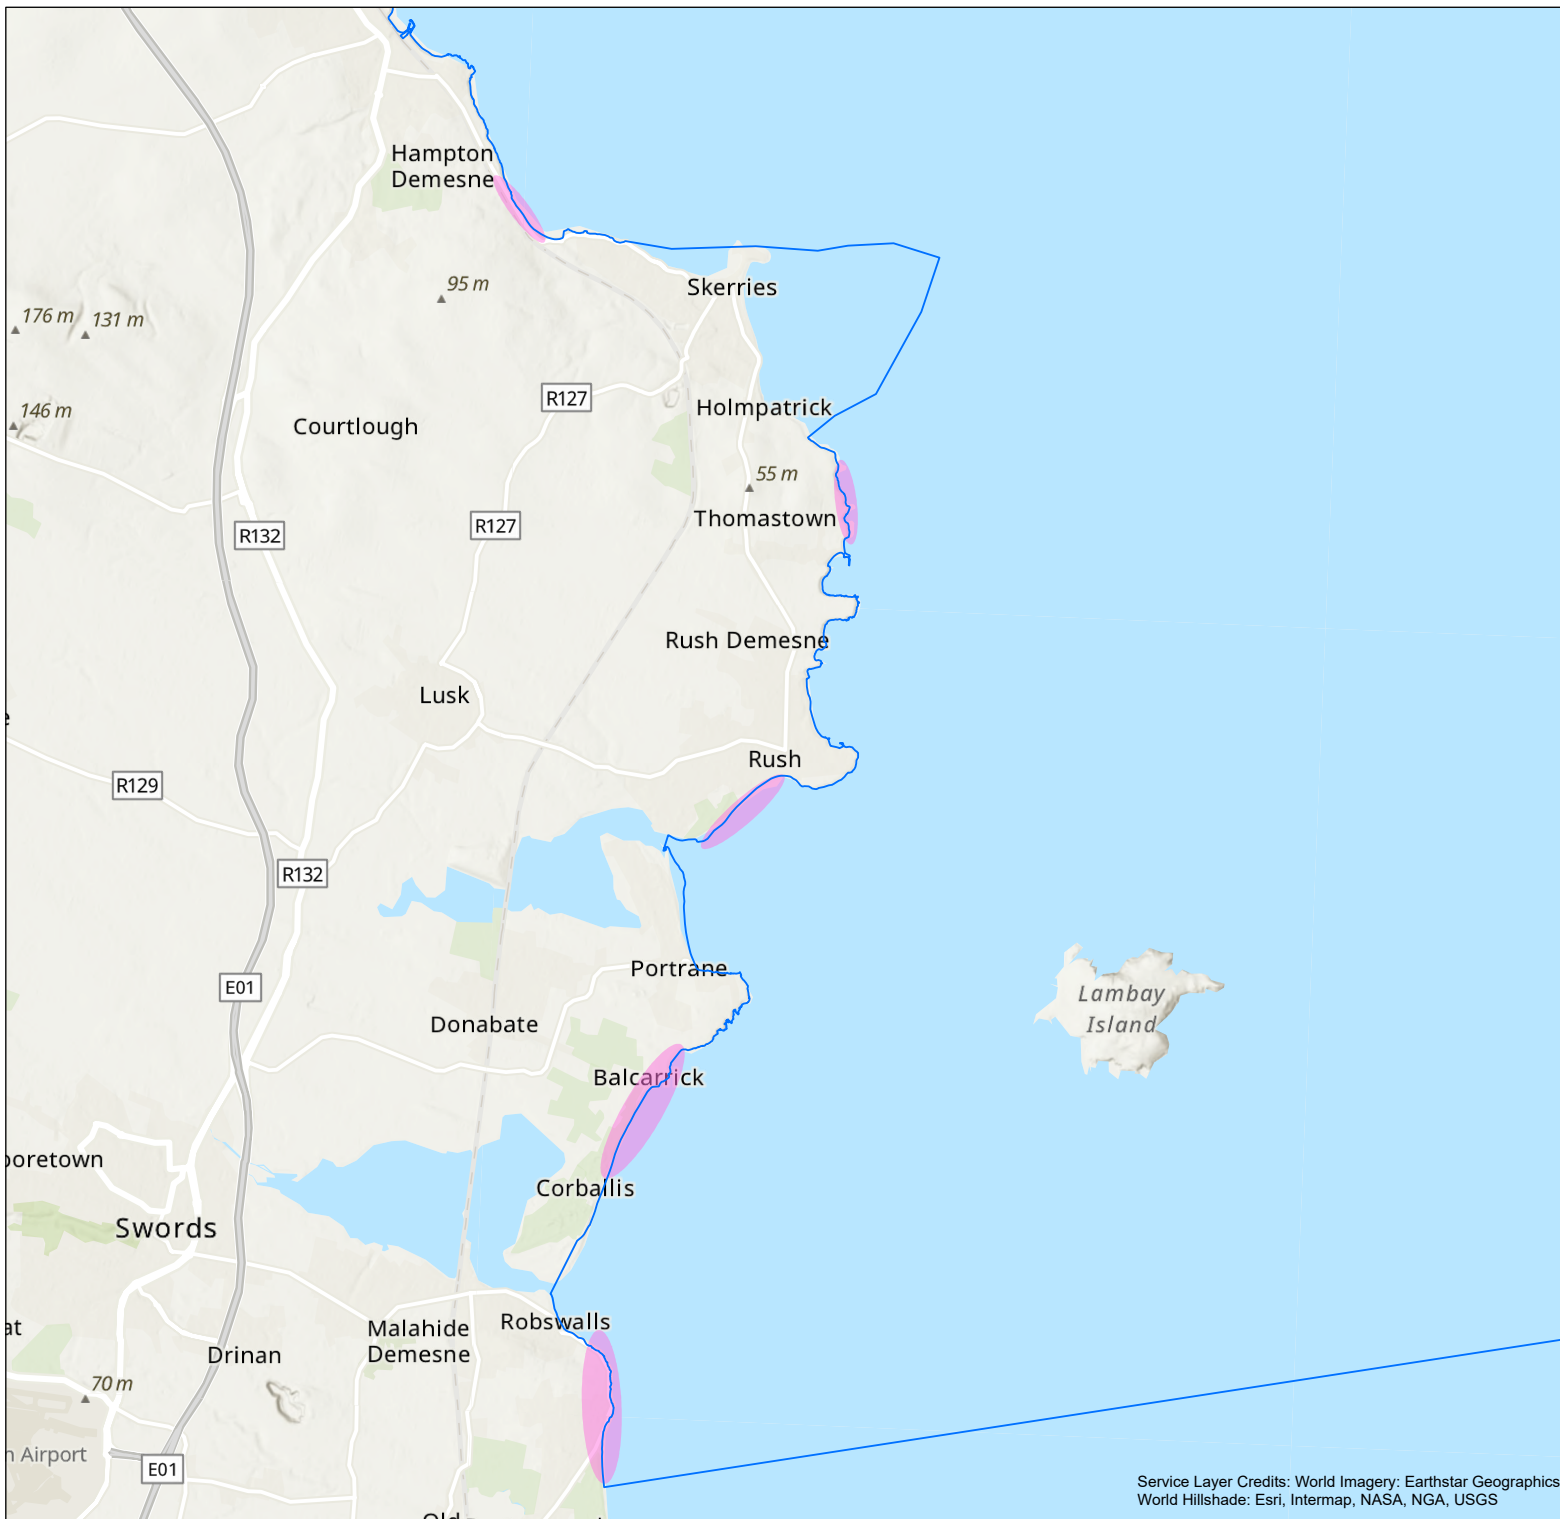 Hampton
Demesne
95 m
176 m
131 m
Skerries
R127
Holmpatrick
146 m
Courtlough
55 m
Thomastown
R127
R132
Rush Demesne
Lusk
Rush
R129
R132
Portrane
E01
Lambay
Island
Donabate
Balcarrick
ooretown
Corballis
Swords
Robswalls
at
Malahide
Demesne
Drinan
70 m
n Airport
E01
Service Layer Credits: World Imagery: Earthstar Geographics
World Hillshade: Esri, Intermap, NASA, NGA, USGS